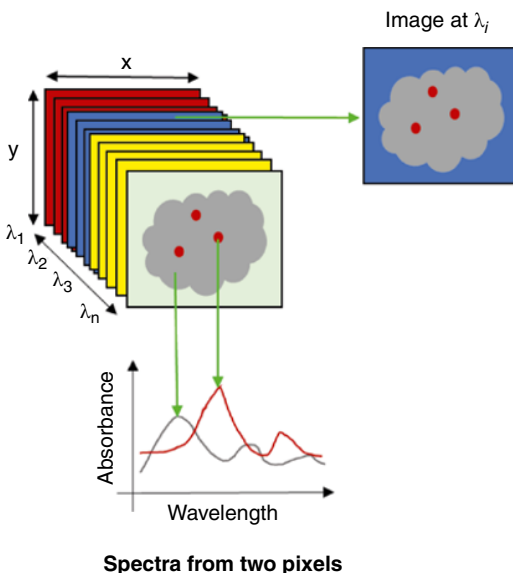 Image at λi
x
y
λ1
λ2
λ3
λn
Absorbance
Wavelength
Spectra from two pixels